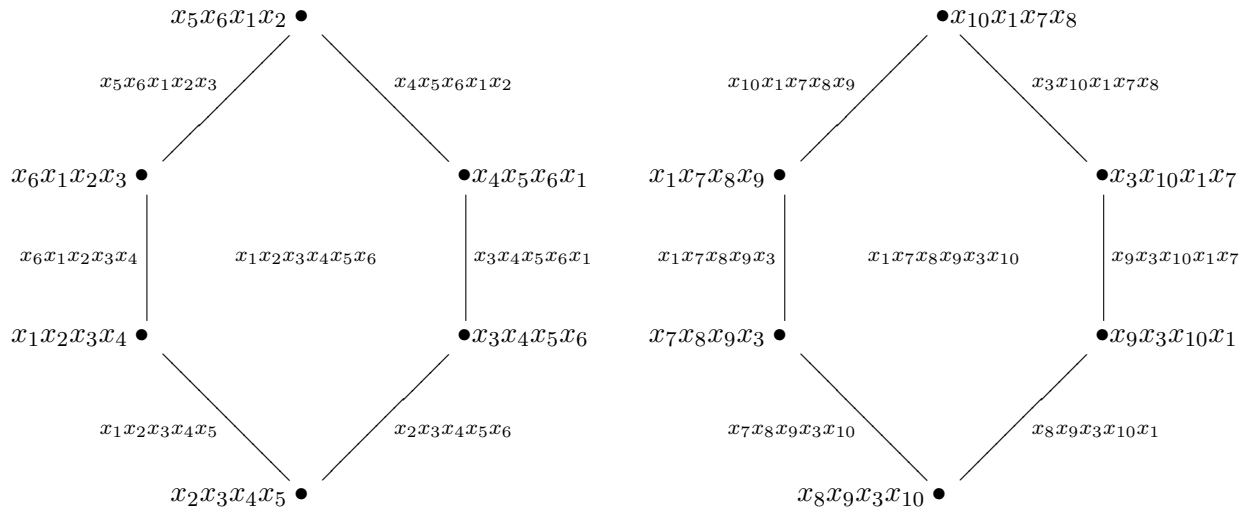 x₅x₆x₁x₂ x₁₀x₁x₇x₈
x₅x₆x₁x₂x₃ x₄x₅x₆x₁x₂ x₁₀x₁x₇x₈x₉ x₃x₁₀x₁x₇x₈
x₆x₁x₂x₃ x₄x₅x₆x₁ x₁x₇x₈x₉ x₃x₁₀x₁x₇
x₆x₁x₂x₃x₄ x₁x₂x₃x₄x₅x₆ x₃x₄x₅x₆x₁ x₁x₇x₈x₉x₃ x₁x₇x₈x₉x₃x₁₀ x₉x₃x₁₀x₁x₇
x₁x₂x₃x₄ x₃x₄x₅x₆ x₇x₈x₉x₃ x₉x₃x₁₀x₁
x₁x₂x₃x₄x₅ x₂x₃x₄x₅x₆ x₇x₈x₉x₃x₁₀ x₈x₉x₃x₁₀x₁
x₂x₃x₄x₅ x₈x₉x₃x₁₀